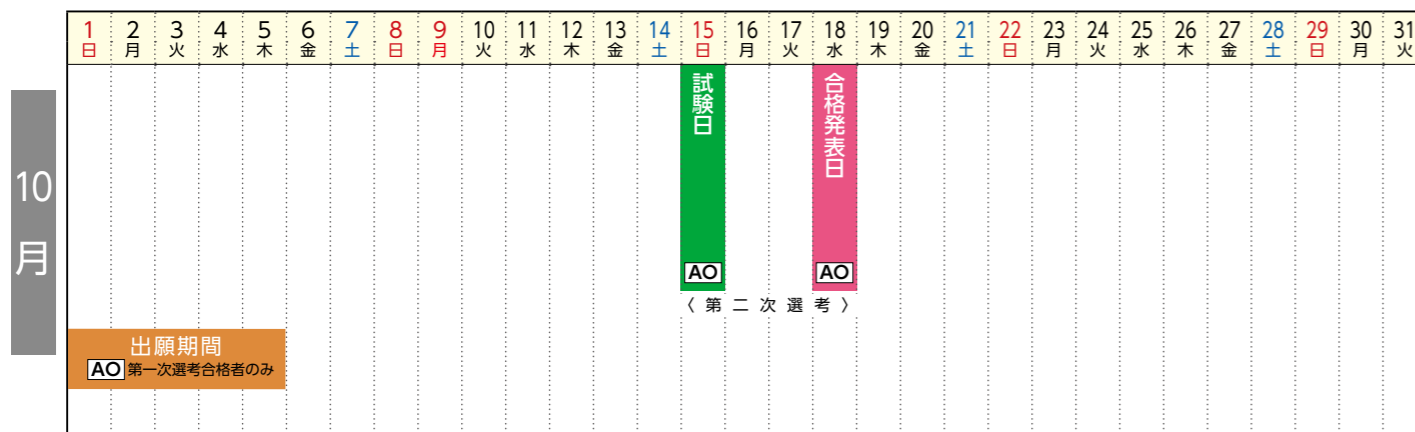 1 2 3 4 5 6 7 8 9 10 11 12 13 14 15 16 17 18 19 20 21 22 23 24 25 26 27 28 29 30 31
日 月 火 水 木 金 土 日 月 火 水 木 金 土 日 月 火 水 木 金 土 日 月 火 水 木 金 土 日 月 火
10月
試験日
AO
合格発表日
AO
〈第二次選考〉
出願期間
AO 第一次選考合格者のみ